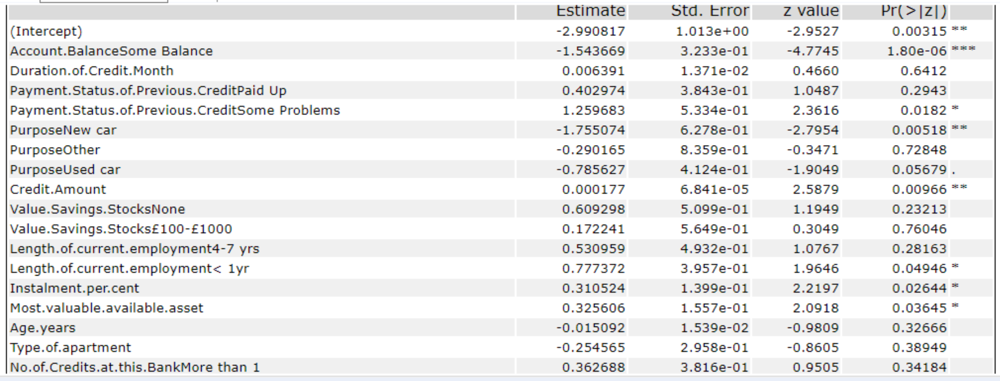 Estimate Std. Error z value Pr(>|z|)
(Intercept) -2.990817 1.013e+00 -2.9527 0.00315 **
Account.BalanceSome Balance -1.543669 3.233e-01 -4.7745 1.80e-06 ***
Duration.of.Credit.Month 0.006391 1.371e-02 0.4660 0.6412
Payment.Status.of.Previous.CreditPaid Up 0.402974 3.843e-01 1.0487 0.2943
Payment.Status.of.Previous.CreditSome Problems 1.259683 5.334e-01 2.3616 0.0182 *
PurposeNew car -1.755074 6.278e-01 -2.7954 0.00518 **
PurposeOther -0.290165 8.359e-01 -0.3471 0.72848
PurposeUsed car -0.785627 4.124e-01 -1.9049 0.05679 .
Credit.Amount 0.000177 6.841e-05 2.5879 0.00966 **
Value.Savings.StocksNone 0.609298 5.099e-01 1.1949 0.23213
Value.Savings.Stocks£100-£1000 0.172241 5.649e-01 0.3049 0.76046
Length.of.current.employment4-7 yrs 0.530959 4.932e-01 1.0767 0.28163
Length.of.current.employment< 1yr 0.777372 3.957e-01 1.9646 0.04946 *
Instalment.per.cent 0.310524 1.399e-01 2.2197 0.02644 *
Most.valuable.available.asset 0.325606 1.557e-01 2.0918 0.03645 *
Age.years -0.015092 1.539e-02 -0.9809 0.32666
Type.of.apartment -0.254565 2.958e-01 -0.8605 0.38949
No.of.Credits.at.this.BankMore than 1 0.362688 3.816e-01 0.9505 0.34184